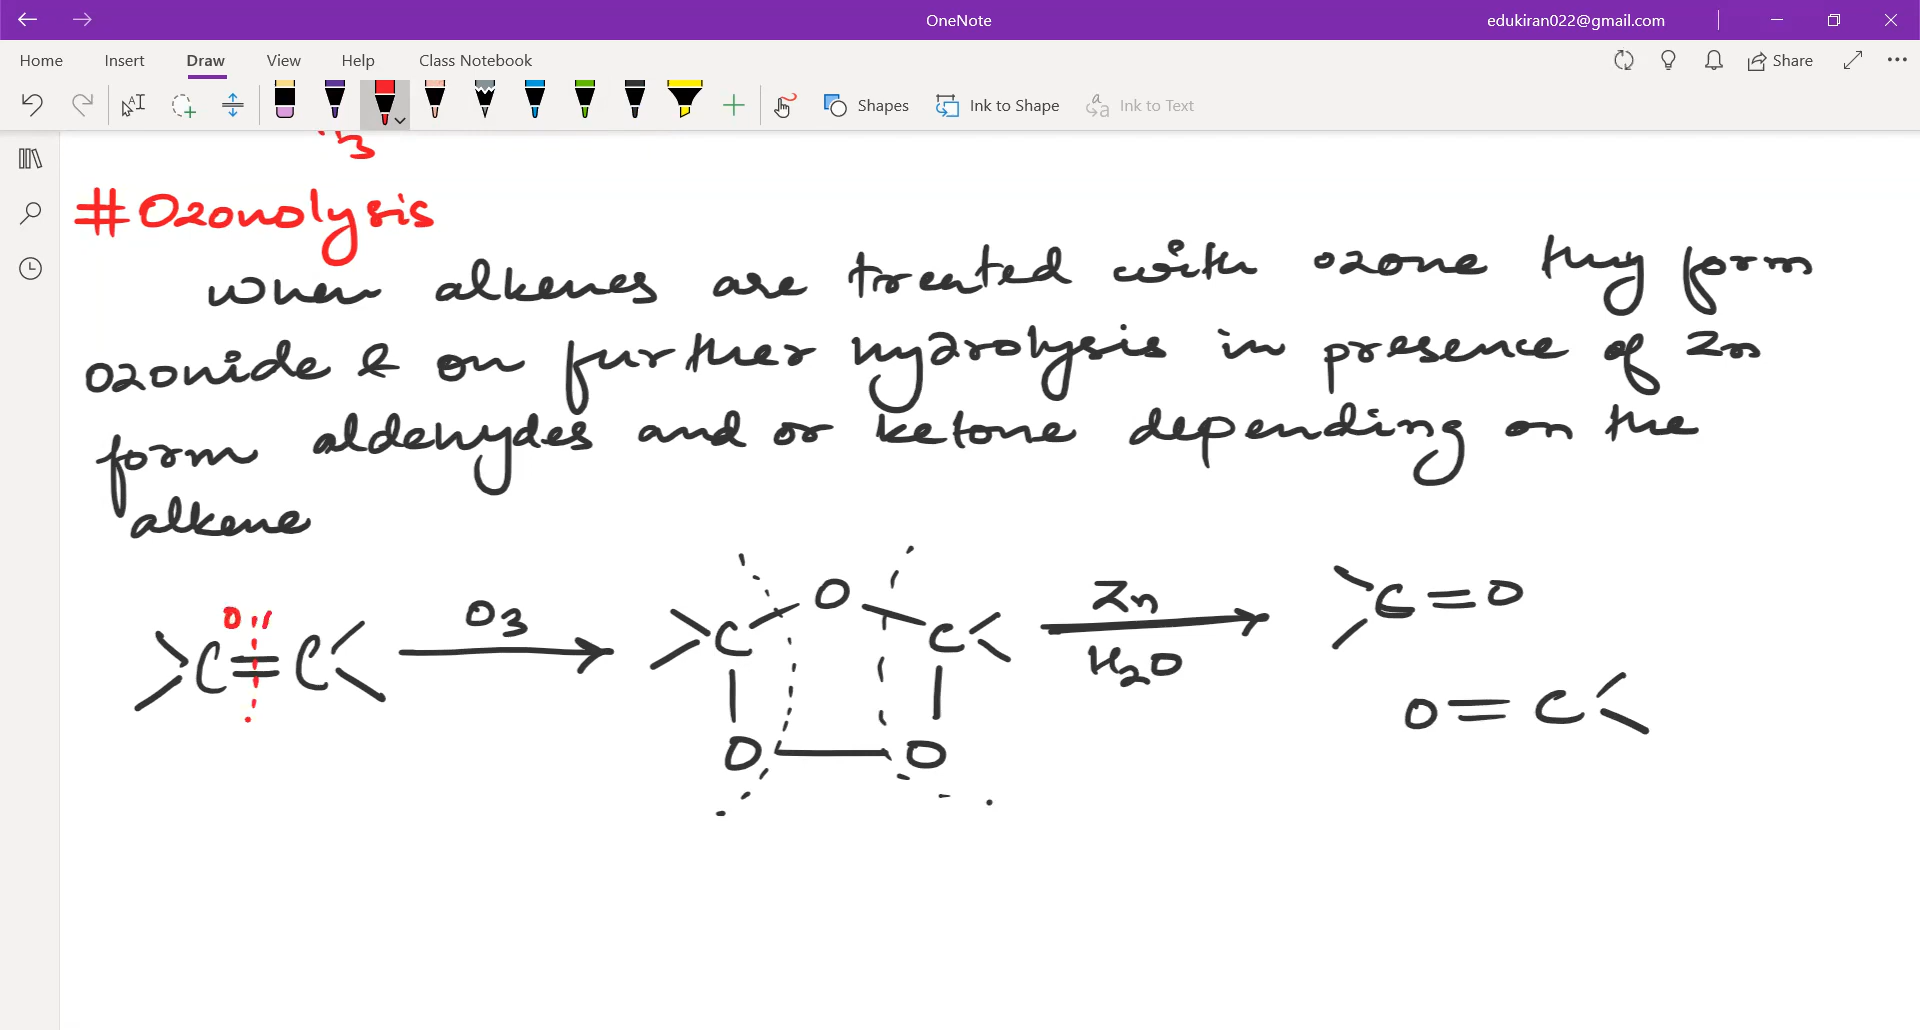 OneNote
edukiran022@gmail.com
Home Insert Draw View Help Class Notebook
Share
Shapes Ink to Shape Ink to Text
#Ozonolysis
when alkenes are treated with ozone they form
ozonide & on further hydrolysis in presence of Zn
form aldehydes and or ketone depending on the
alkene
C=C O3 C O C Zn H2O C=O
O O O=C